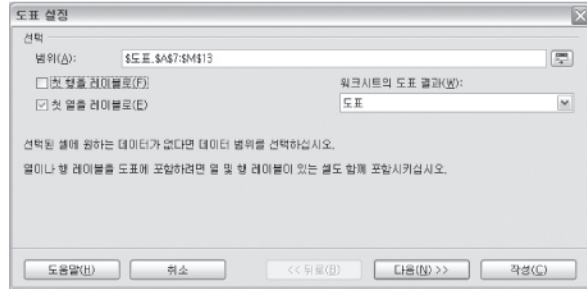 도표 설정
선택
범위(A): $도표.$A$7:$M$13
첫 행을 레이블로(F)
워크시트의 도표 결과(W):
첫 열을 레이블로(E)
도표
선택된 셀에 원하는 데이터가 없다면 데이터 범위를 선택하십시오.
열이나 행 레이블을 도표에 포함하려면 열 및 행 레이블이 있는 셀도 함께 포함시키십시오.
도움말(H) 취소 << 뒤로(B) 다음(N) >> 작성(C)